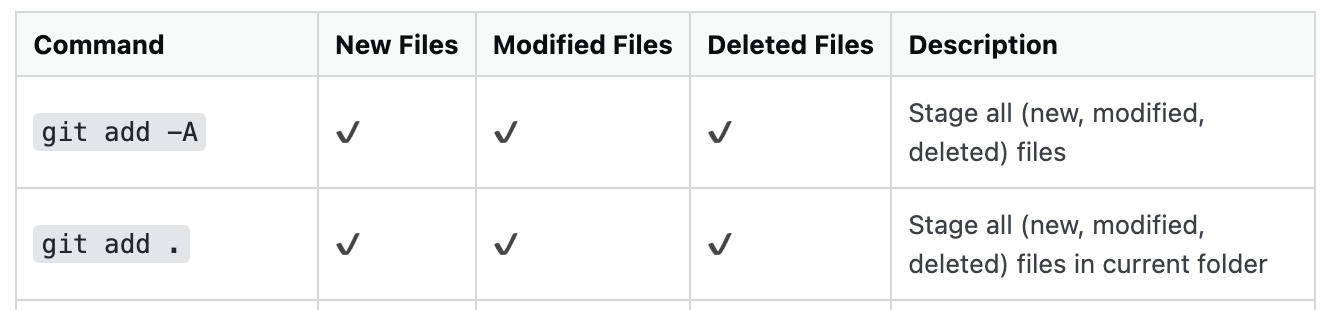 Command New Files Modified Files Deleted Files Description
git add -A ✔ ✔ ✔ Stage all (new, modified,
deleted) files
git add . ✔ ✔ ✔ Stage all (new, modified,
deleted) files in current folder